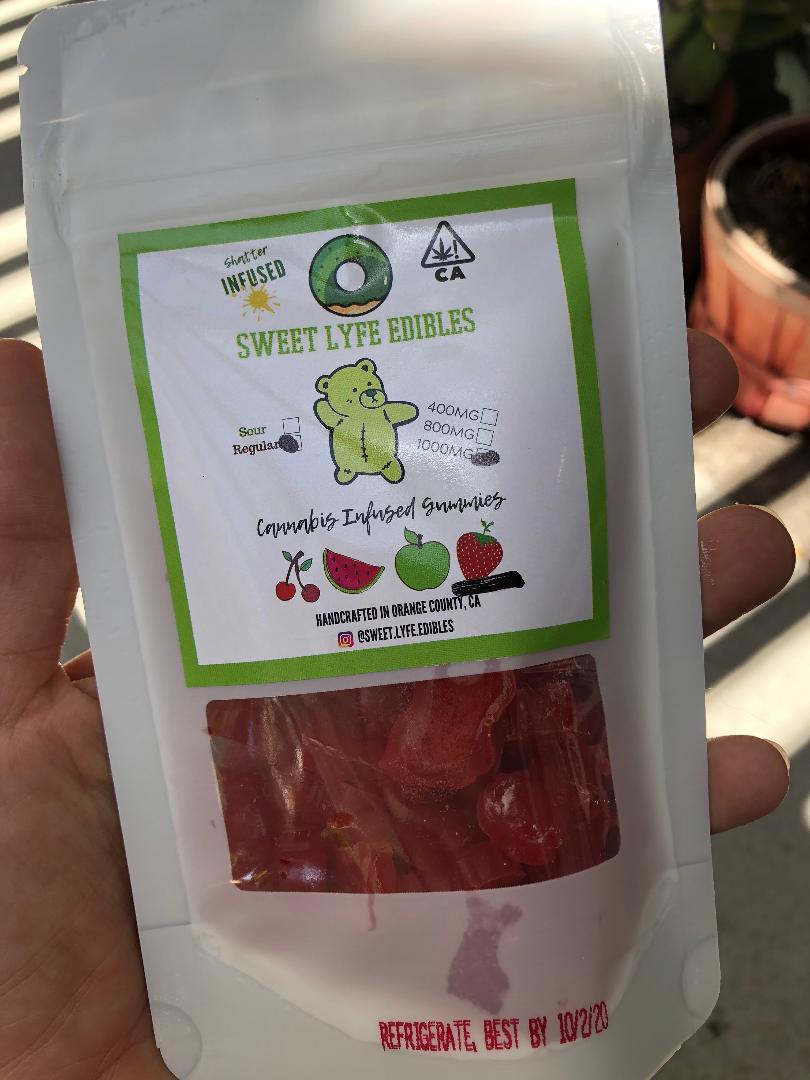 shatter
INFUSED
CA
SWEET LYFE EDIBLES
Sour
Regular
400MG
800MG
1000MG
Cannabis Infused Gummies
HANDCRAFTED IN ORANGE COUNTY, CA
@SWEET.LYFE.EDIBLES
REFRIGERATE, BEST BY 10/2/20